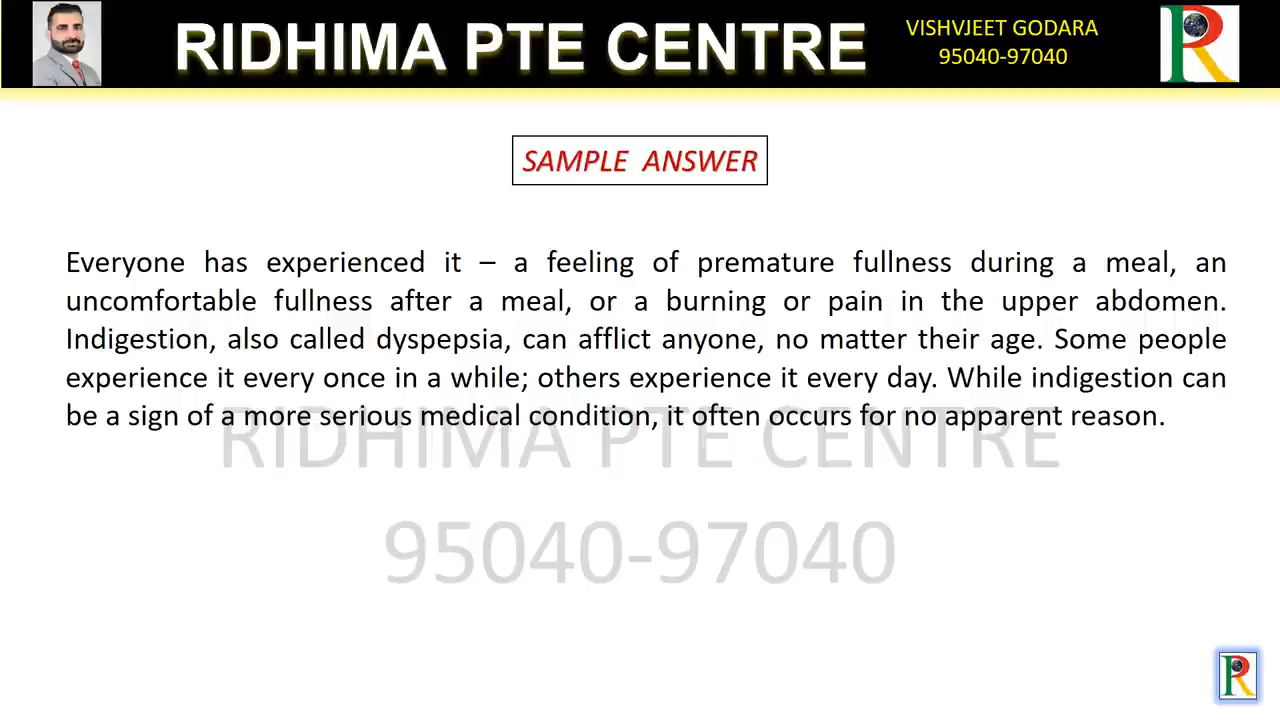 RIDHIMA PTE CENTRE
VISHVJEET GODARA
95040-97040
SAMPLE ANSWER
Everyone has experienced it – a feeling of premature fullness during a meal, an
uncomfortable fullness after a meal, or a burning or pain in the upper abdomen.
Indigestion, also called dyspepsia, can afflict anyone, no matter their age. Some people
experience it every once in a while; others experience it every day. While indigestion can
be a sign of a more serious medical condition, it often occurs for no apparent reason.
RIDHIMA PTE CENTRE
95040-97040